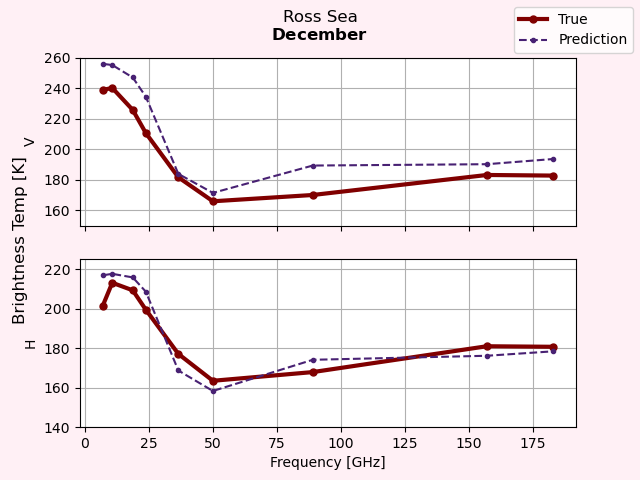 Ross Sea
December
True
Prediction
260
240
220
200
180
160
V
220
200
180
160
140
H
Brightness Temp [K]
0 25 50 75 100 125 150 175
Frequency [GHz]